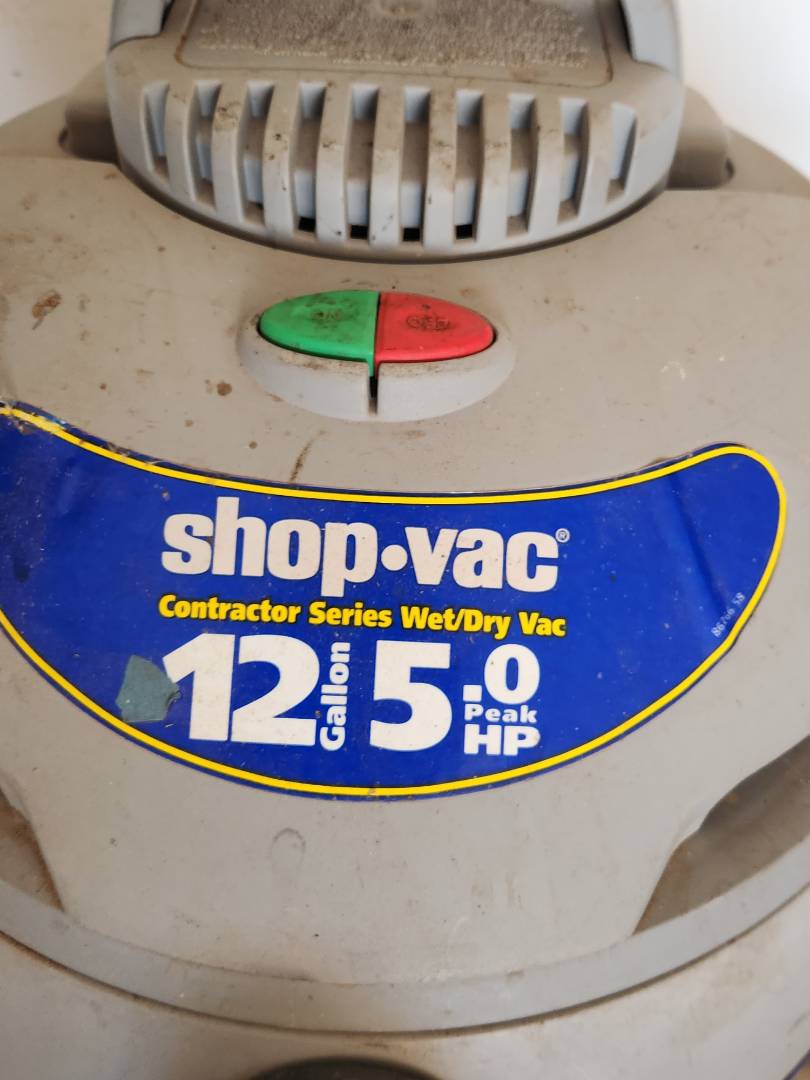 shop•vac®
Contractor Series Wet/Dry Vac
12 Gallon 5.0 Peak HP